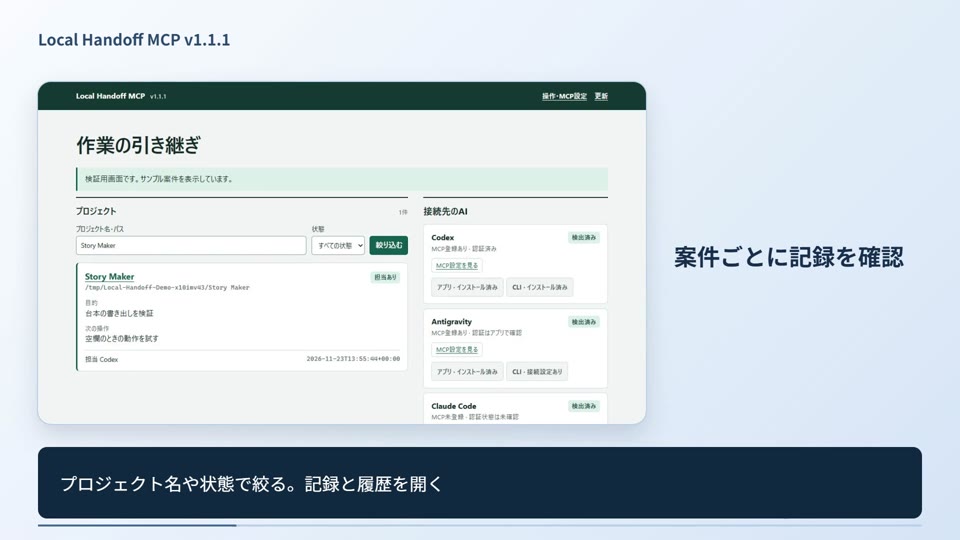 Local Handoff MCP v1.1.1
Local Handoff MCP v1.1.1
操作・MCP設定 更新
作業の引き継ぎ
検証用画面です。サンプル案件を表示しています。
プロジェクト 1件
プロジェクト名・パス 状態
Story Maker すべての状態 絞り込む
Story Maker 担当あり
/tmp/Local-Handoff-Demo-x10imv43/Story Maker
目的
台本の書き出しを検証
次の操作
空欄のときの動作を試す
担当 Codex 2026-11-23T13:55:44+00:00
接続先のAI
Codex 検出済み
MCP登録あり・認証済み
MCP設定を見る
アプリ・インストール済み CLI・インストール済み
Antigravity 検出済み
MCP登録あり・認証はアプリで確認
MCP設定を見る
アプリ・インストール済み CLI・接続設定あり
Claude Code 検出済み
MCP未登録・認証状態は未確認
案件ごとに記録を確認
プロジェクト名や状態で絞る。記録と履歴を開く